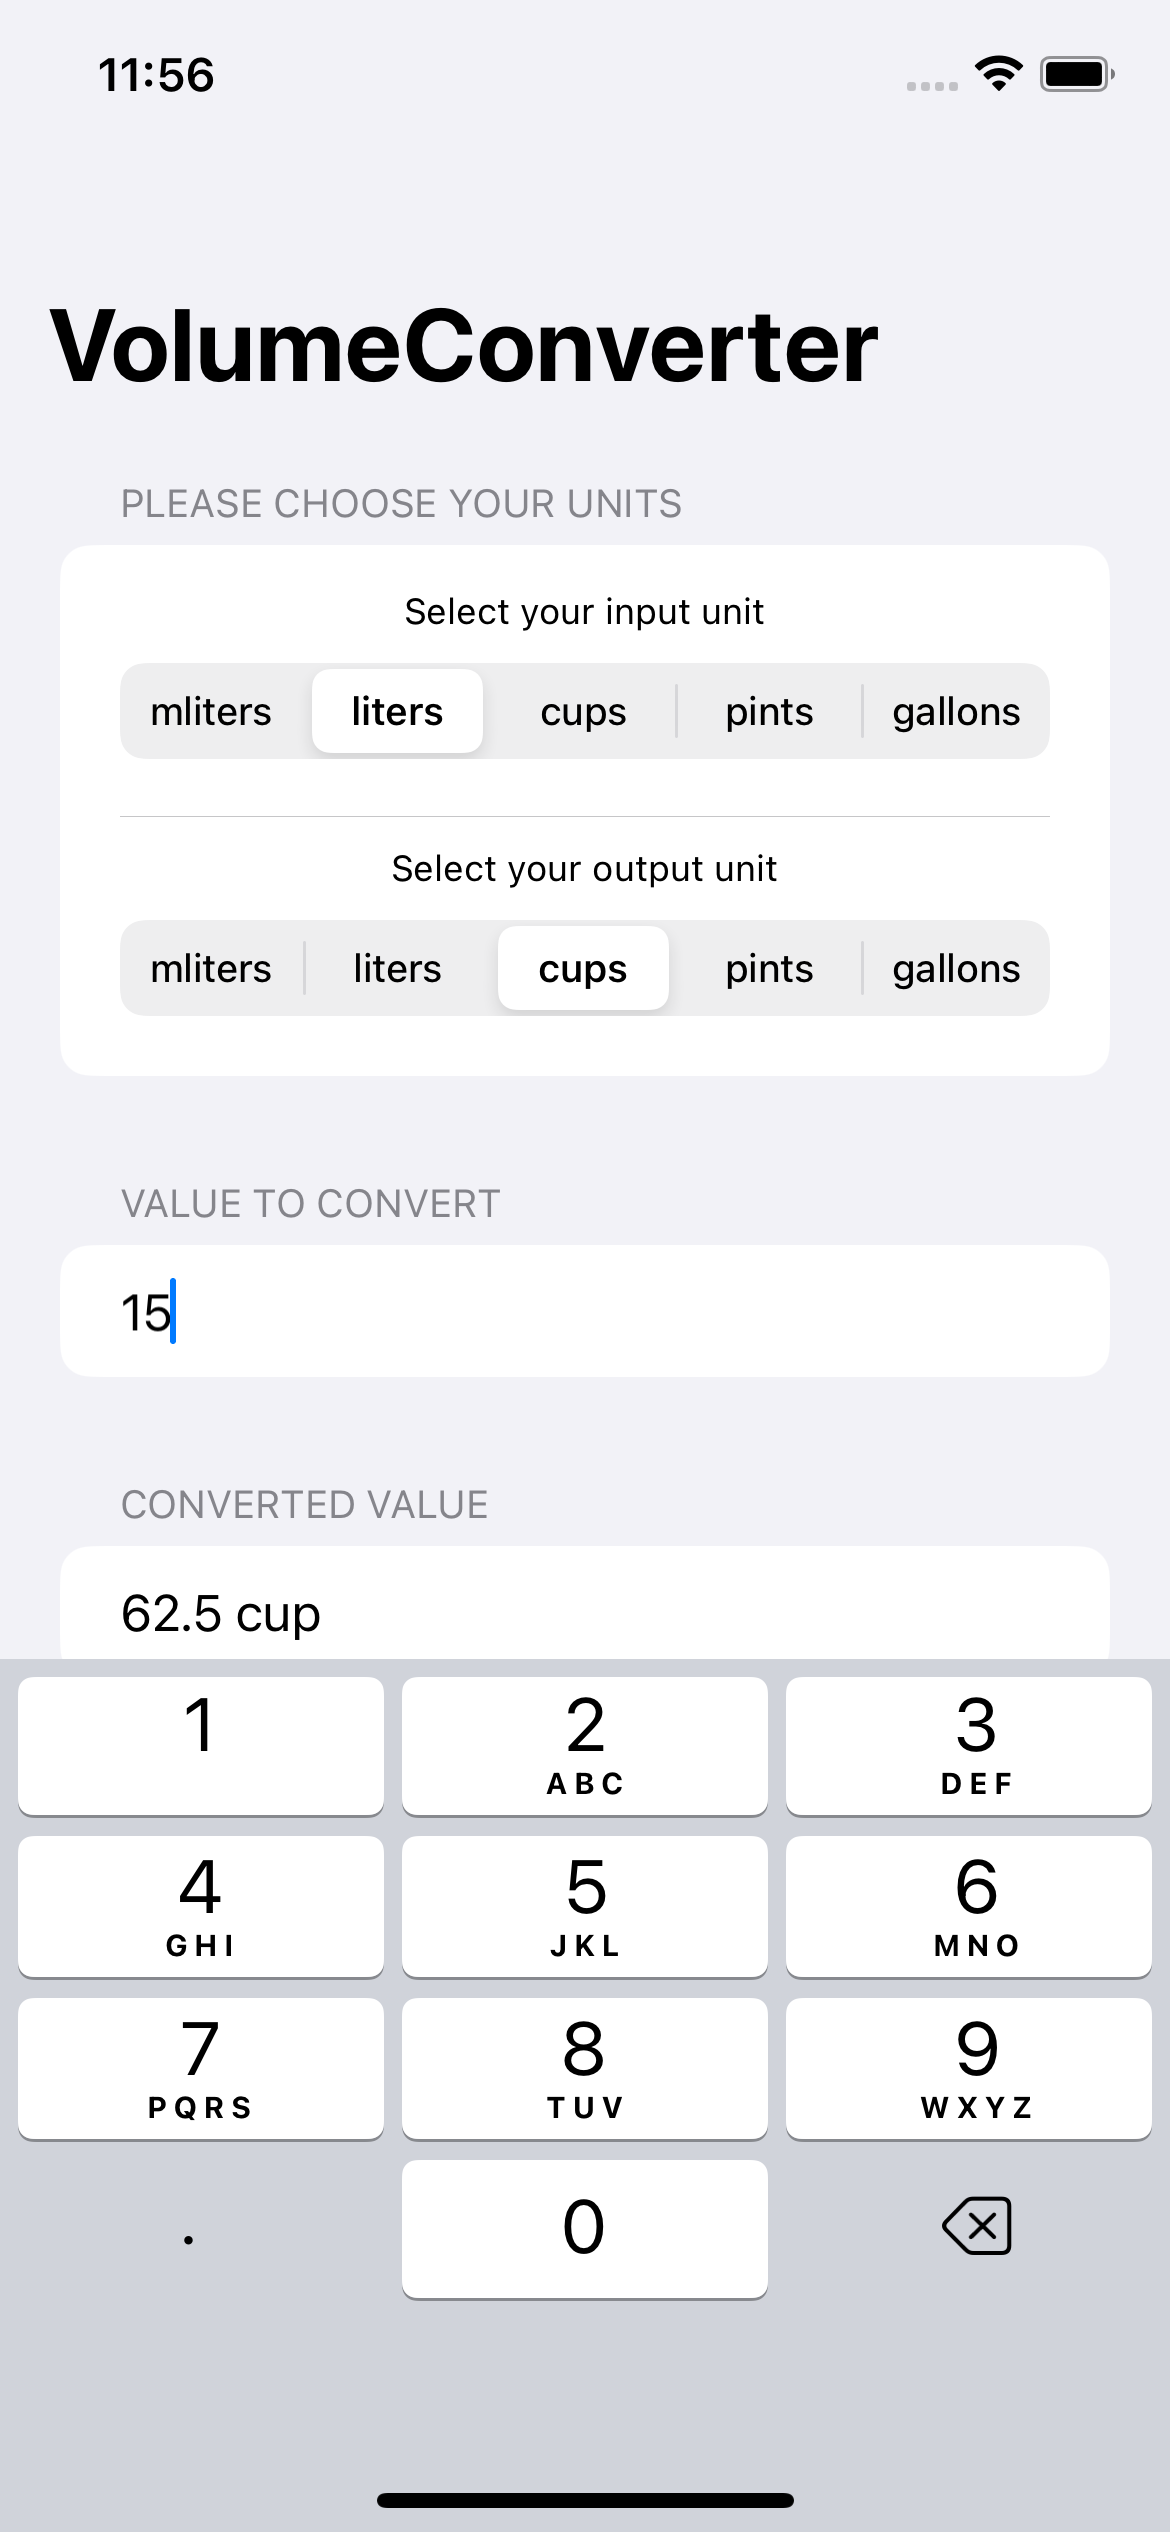 11:56
VolumeConverter
PLEASE CHOOSE YOUR UNITS
Select your input unit
mliters liters cups pints gallons
Select your output unit
mliters liters cups pints gallons
VALUE TO CONVERT
15
CONVERTED VALUE
62.5 cup
1 2 3
ABC DEF
4 5 6
GHI JKL MNO
7 8 9
PQRS TUV WXYZ
. 0